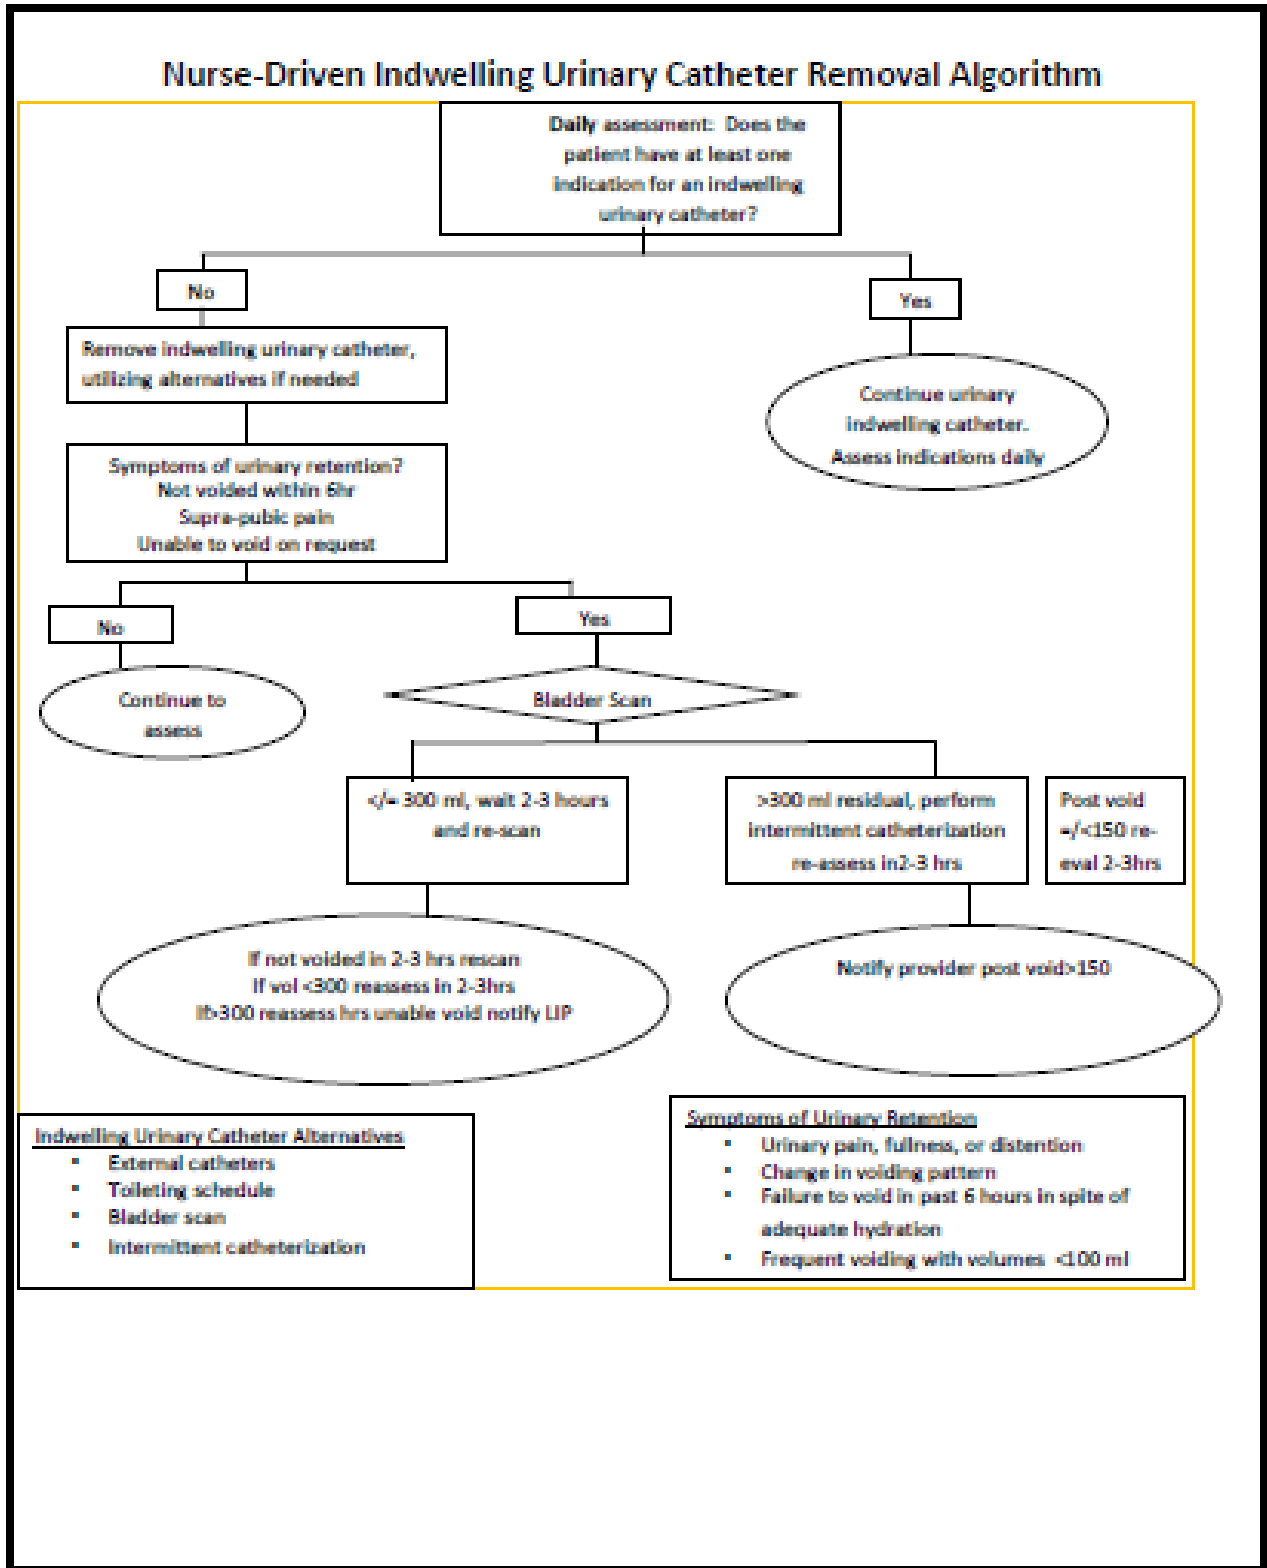 Nurse-Driven Indwelling Urinary Catheter Removal Algorithm
Daily assessment: Does the
patient have at least one
indication for an indwelling
urinary catheter?
No
Yes
Remove indwelling urinary catheter,
utilizing alternatives if needed
Continue urinary
indwelling catheter.
Assess indications daily
Symptoms of urinary retention?
Not voided within 6hr
Supra-pubic pain
Unable to void on request
No
Yes
Continue to
assess
Bladder Scan
</= 300 ml, wait 2-3 hours
and re-scan
>300 ml residual, perform
intermittent catheterization
re-assess in2-3 hrs
Post void
=/<150 re-
eval 2-3hrs
If not voided in 2-3 hrs rescan
If vol <300 reassess in 2-3hrs
If>300 reassess hrs unable void notify LIP
Notify provider post void>150
Indwelling Urinary Catheter Alternatives
▪ External catheters
▪ Toileting schedule
▪ Bladder scan
▪ Intermittent catheterization
Symptoms of Urinary Retention
▪ Urinary pain, fullness, or distention
▪ Change in voiding pattern
▪ Failure to void in past 6 hours in spite of
adequate hydration
▪ Frequent voiding with volumes <100 ml